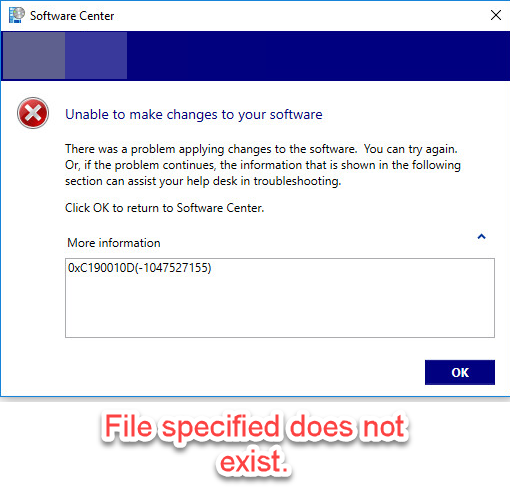 Software Center
Unable to make changes to your software
There was a problem applying changes to the software.  You can try again.
Or, if the problem continues, the information that is shown in the following
section can assist your help desk in troubleshooting.
Click OK to return to Software Center.
More information
0xC190010D(-1047527155)
OK
File specified does not
exist.